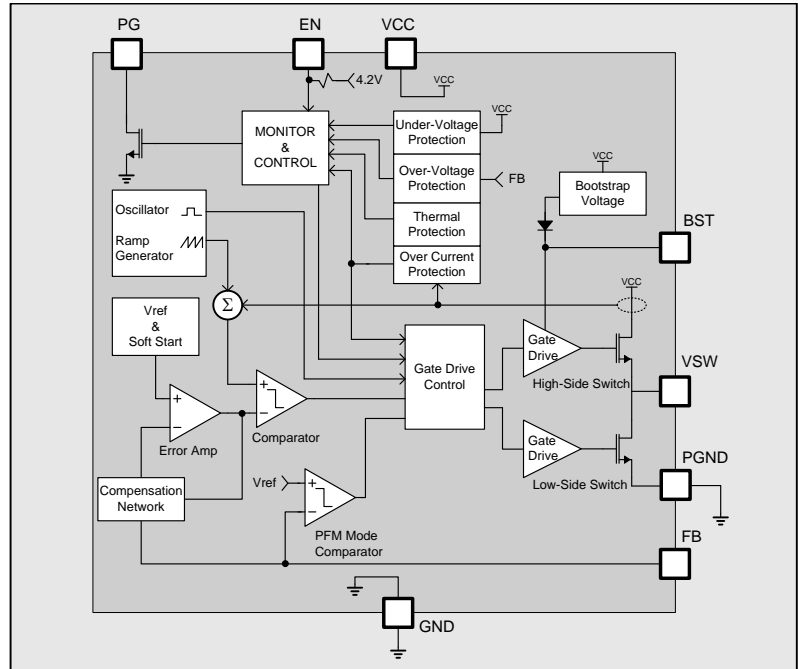 PG
EN
VCC
4.2V
VCC
MONITOR
&
CONTROL
Under-Voltage
Protection
VCC
Over-Voltage
Protection
FB
Thermal
Protection
Over Current
Protection
VCC
Bootstrap
Voltage
BST
Oscillator
Ramp
Generator
Σ
VCC
Vref
&
Soft Start
Gate Drive
Control
Gate
Drive
High-Side Switch
VSW
+
−
Error Amp
+
−
Comparator
Gate
Drive
Low-Side Switch
PGND
Compensation
Network
Vref
+
−
PFM Mode
Comparator
FB
GND